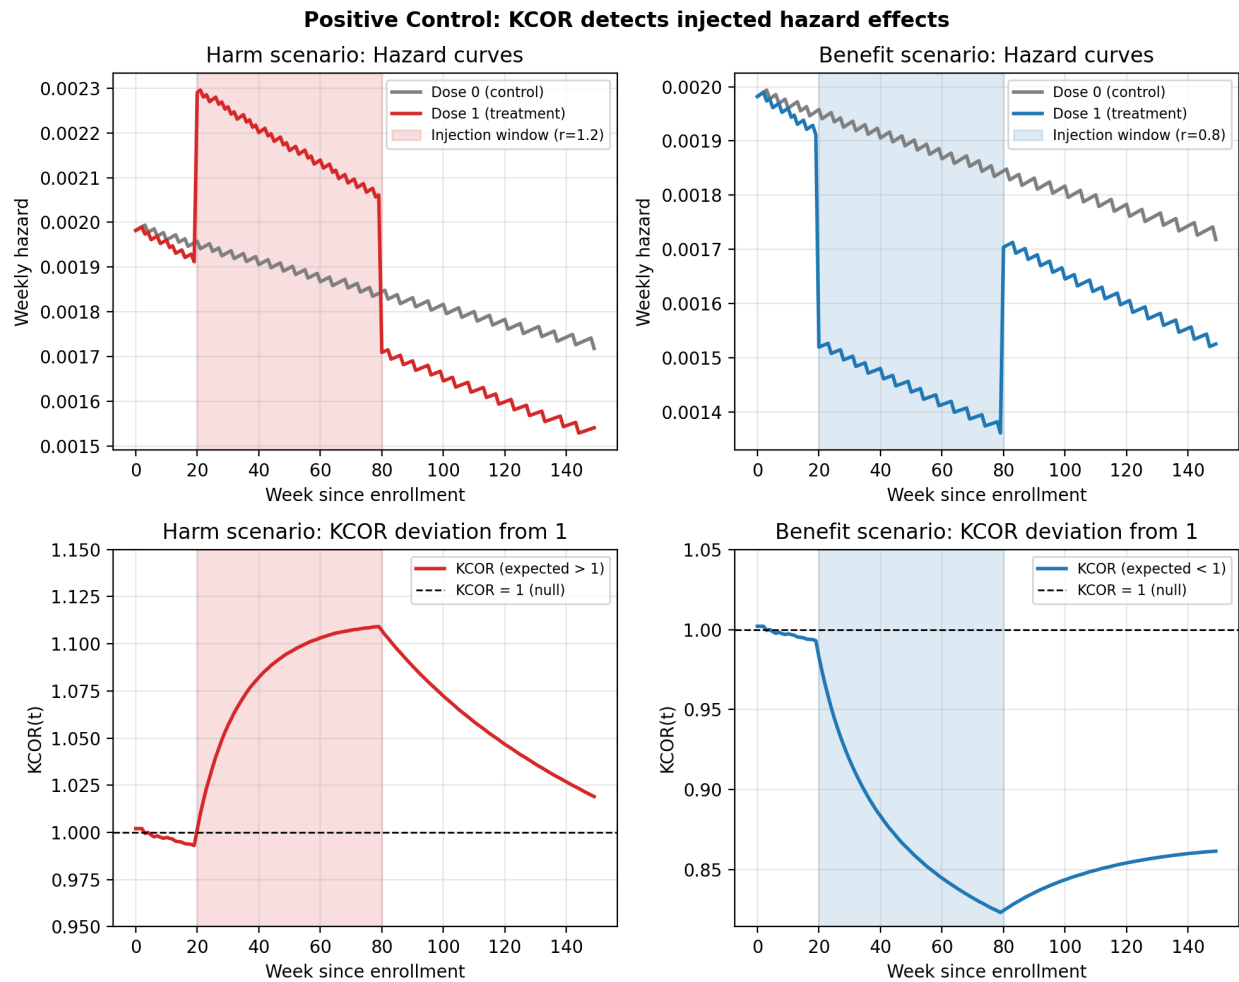 Positive Control: KCOR detects injected hazard effects
Harm scenario: Hazard curves
Weekly hazard
0.0023
0.0022
0.0021
0.0020
0.0019
0.0018
0.0017
0.0016
0.0015
Dose 0 (control)
Dose 1 (treatment)
Injection window (r=1.2)
0 20 40 60 80 100 120 140
Week since enrollment
Benefit scenario: Hazard curves
Weekly hazard
0.0020
0.0019
0.0018
0.0017
0.0016
0.0015
0.0014
Dose 0 (control)
Dose 1 (treatment)
Injection window (r=0.8)
0 20 40 60 80 100 120 140
Week since enrollment
Harm scenario: KCOR deviation from 1
KCOR(t)
1.150
1.125
1.100
1.075
1.050
1.025
1.000
0.975
0.950
KCOR (expected > 1)
KCOR = 1 (null)
0 20 40 60 80 100 120 140
Week since enrollment
Benefit scenario: KCOR deviation from 1
KCOR(t)
1.05
1.00
0.95
0.90
0.85
KCOR (expected < 1)
KCOR = 1 (null)
0 20 40 60 80 100 120 140
Week since enrollment